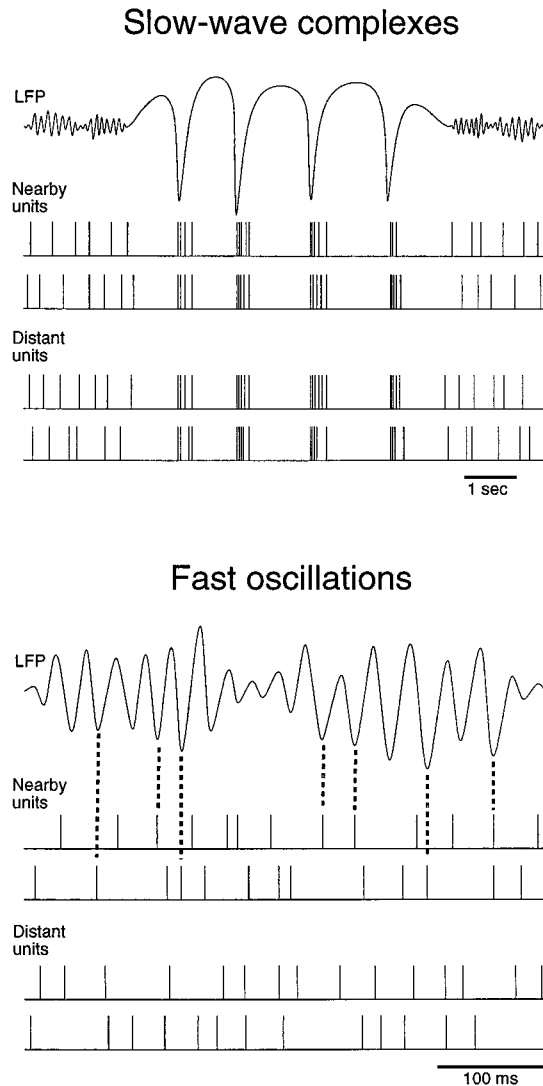 Slow-wave complexes
LFP
Nearby
units
Distant
units
1 sec
Fast oscillations
LFP
Nearby
units
Distant
units
100 ms